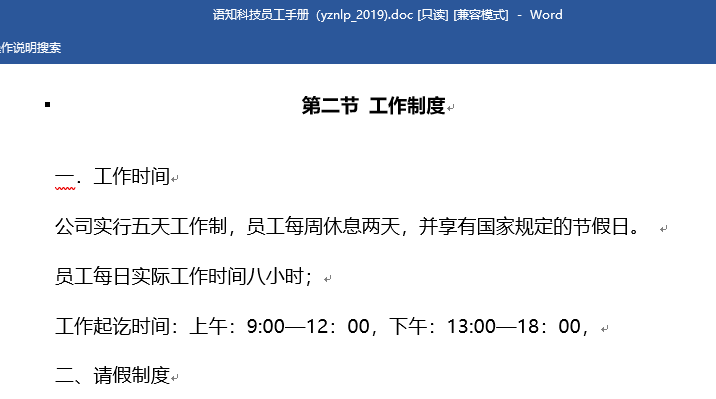 语知科技员工手册（yznlp_2019).doc [只读] [兼容模式] - Word
作说明搜索
第二节 工作制度
一．工作时间
公司实行五天工作制，员工每周休息两天，并享有国家规定的节假日。
员工每日实际工作时间八小时；
工作起讫时间：上午：9:00—12：00，下午：13:00—18：00，
二、请假制度